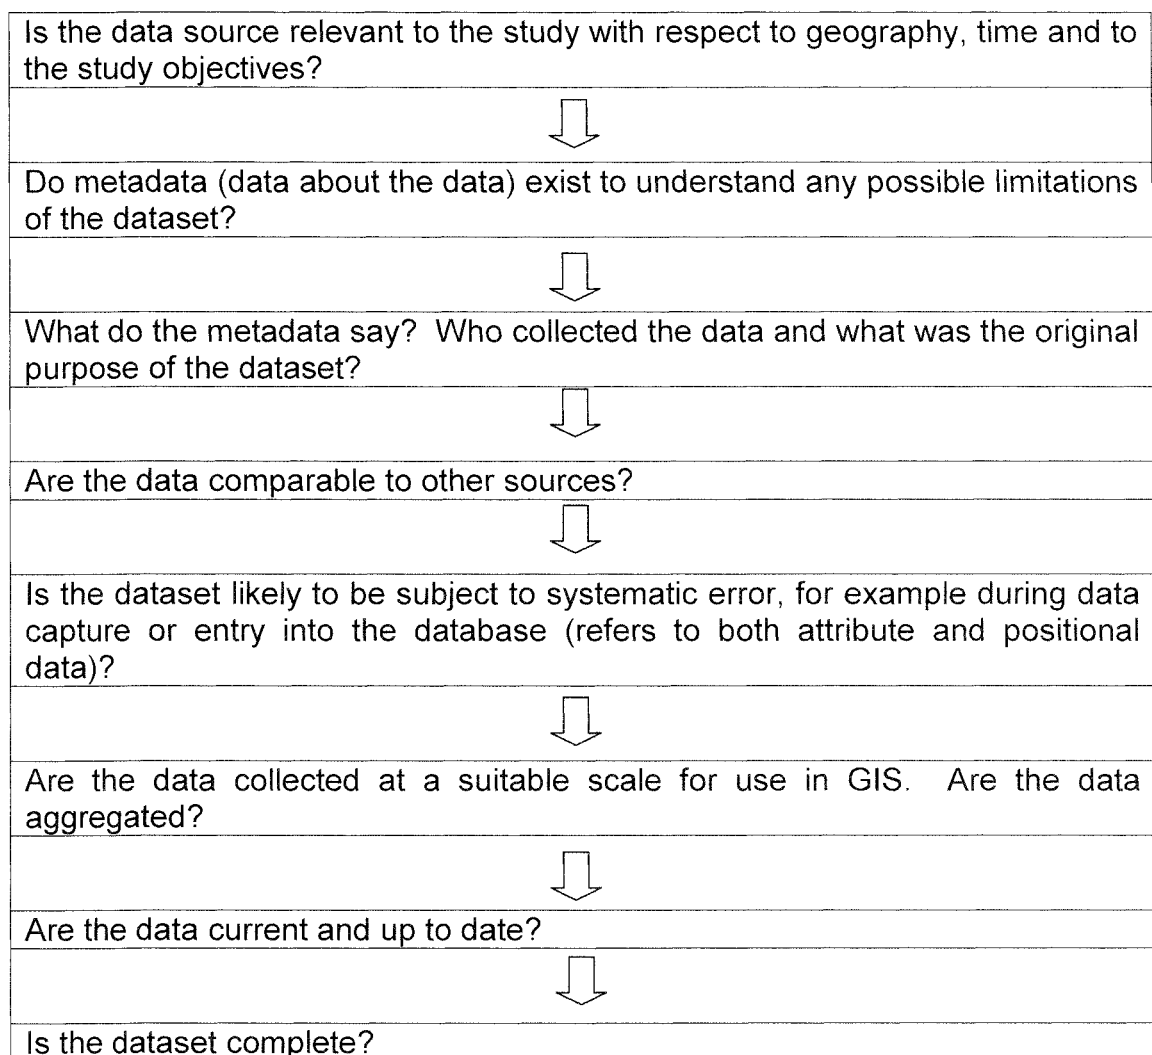 Is the data source relevant to the study with respect to geography, time and to
the study objectives?
Do metadata (data about the data) exist to understand any possible limitations
of the dataset?
What do the metadata say? Who collected the data and what was the original
purpose of the dataset?
Are the data comparable to other sources?
Is the dataset likely to be subject to systematic error, for example during data
capture or entry into the database (refers to both attribute and positional
data)?
Are the data collected at a suitable scale for use in GIS. Are the data
aggregated?
Are the data current and up to date?
Is the dataset complete?